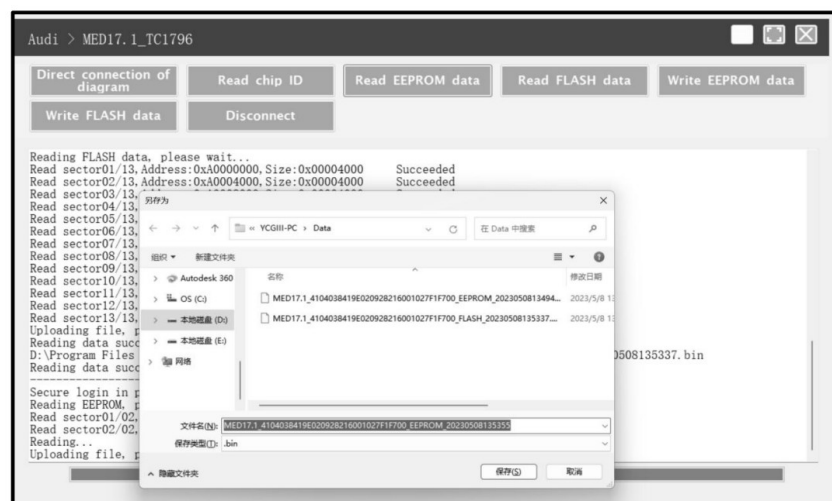 Audi > MED17.1_TC1796
Direct connection of diagram
Read chip ID
Read EEPROM data
Read FLASH data
Write EEPROM data
Write FLASH data
Disconnect
Reading FLASH data, please wait...
Read sector01/13, Address:0xA0000000, Size:0x00004000 Succeeded
Read sector02/13, Address:0xA0004000, Size:0x00004000 Succeeded
Read sector03/13,
Read sector04/13,
Read sector05/13,
Read sector06/13,
Read sector07/13,
Read sector08/13,
Read sector09/13,
Read sector10/13,
Read sector11/13,
Read sector12/13,
Read sector13/13,
Uploading file, p
Reading data succ
D:\Program Files 0508135337.bin
Reading data succ
Secure login in p
Reading EEPROM, p
Read sector01/02,
Read sector02/02,
Reading...
Uploading file, p
另存为
« YCGIII-PC > Data
在 Data 中搜索
组织
新建文件夹
Autodesk 360
OS (C:)
本地磁盘 (D:)
本地磁盘 (E:)
网络
名称 修改日期
MED17.1_4104038419E020928216001027F1F700_EEPROM_2023050813494... 2023/5/8 13
MED17.1_4104038419E020928216001027F1F700_FLASH_20230508135337.... 2023/5/8 13
文件名(N): MED17.1_4104038419E020928216001027F1F700_EEPROM_20230508135355
保存类型(T): .bin
隐藏文件夹
保存(S)
取消